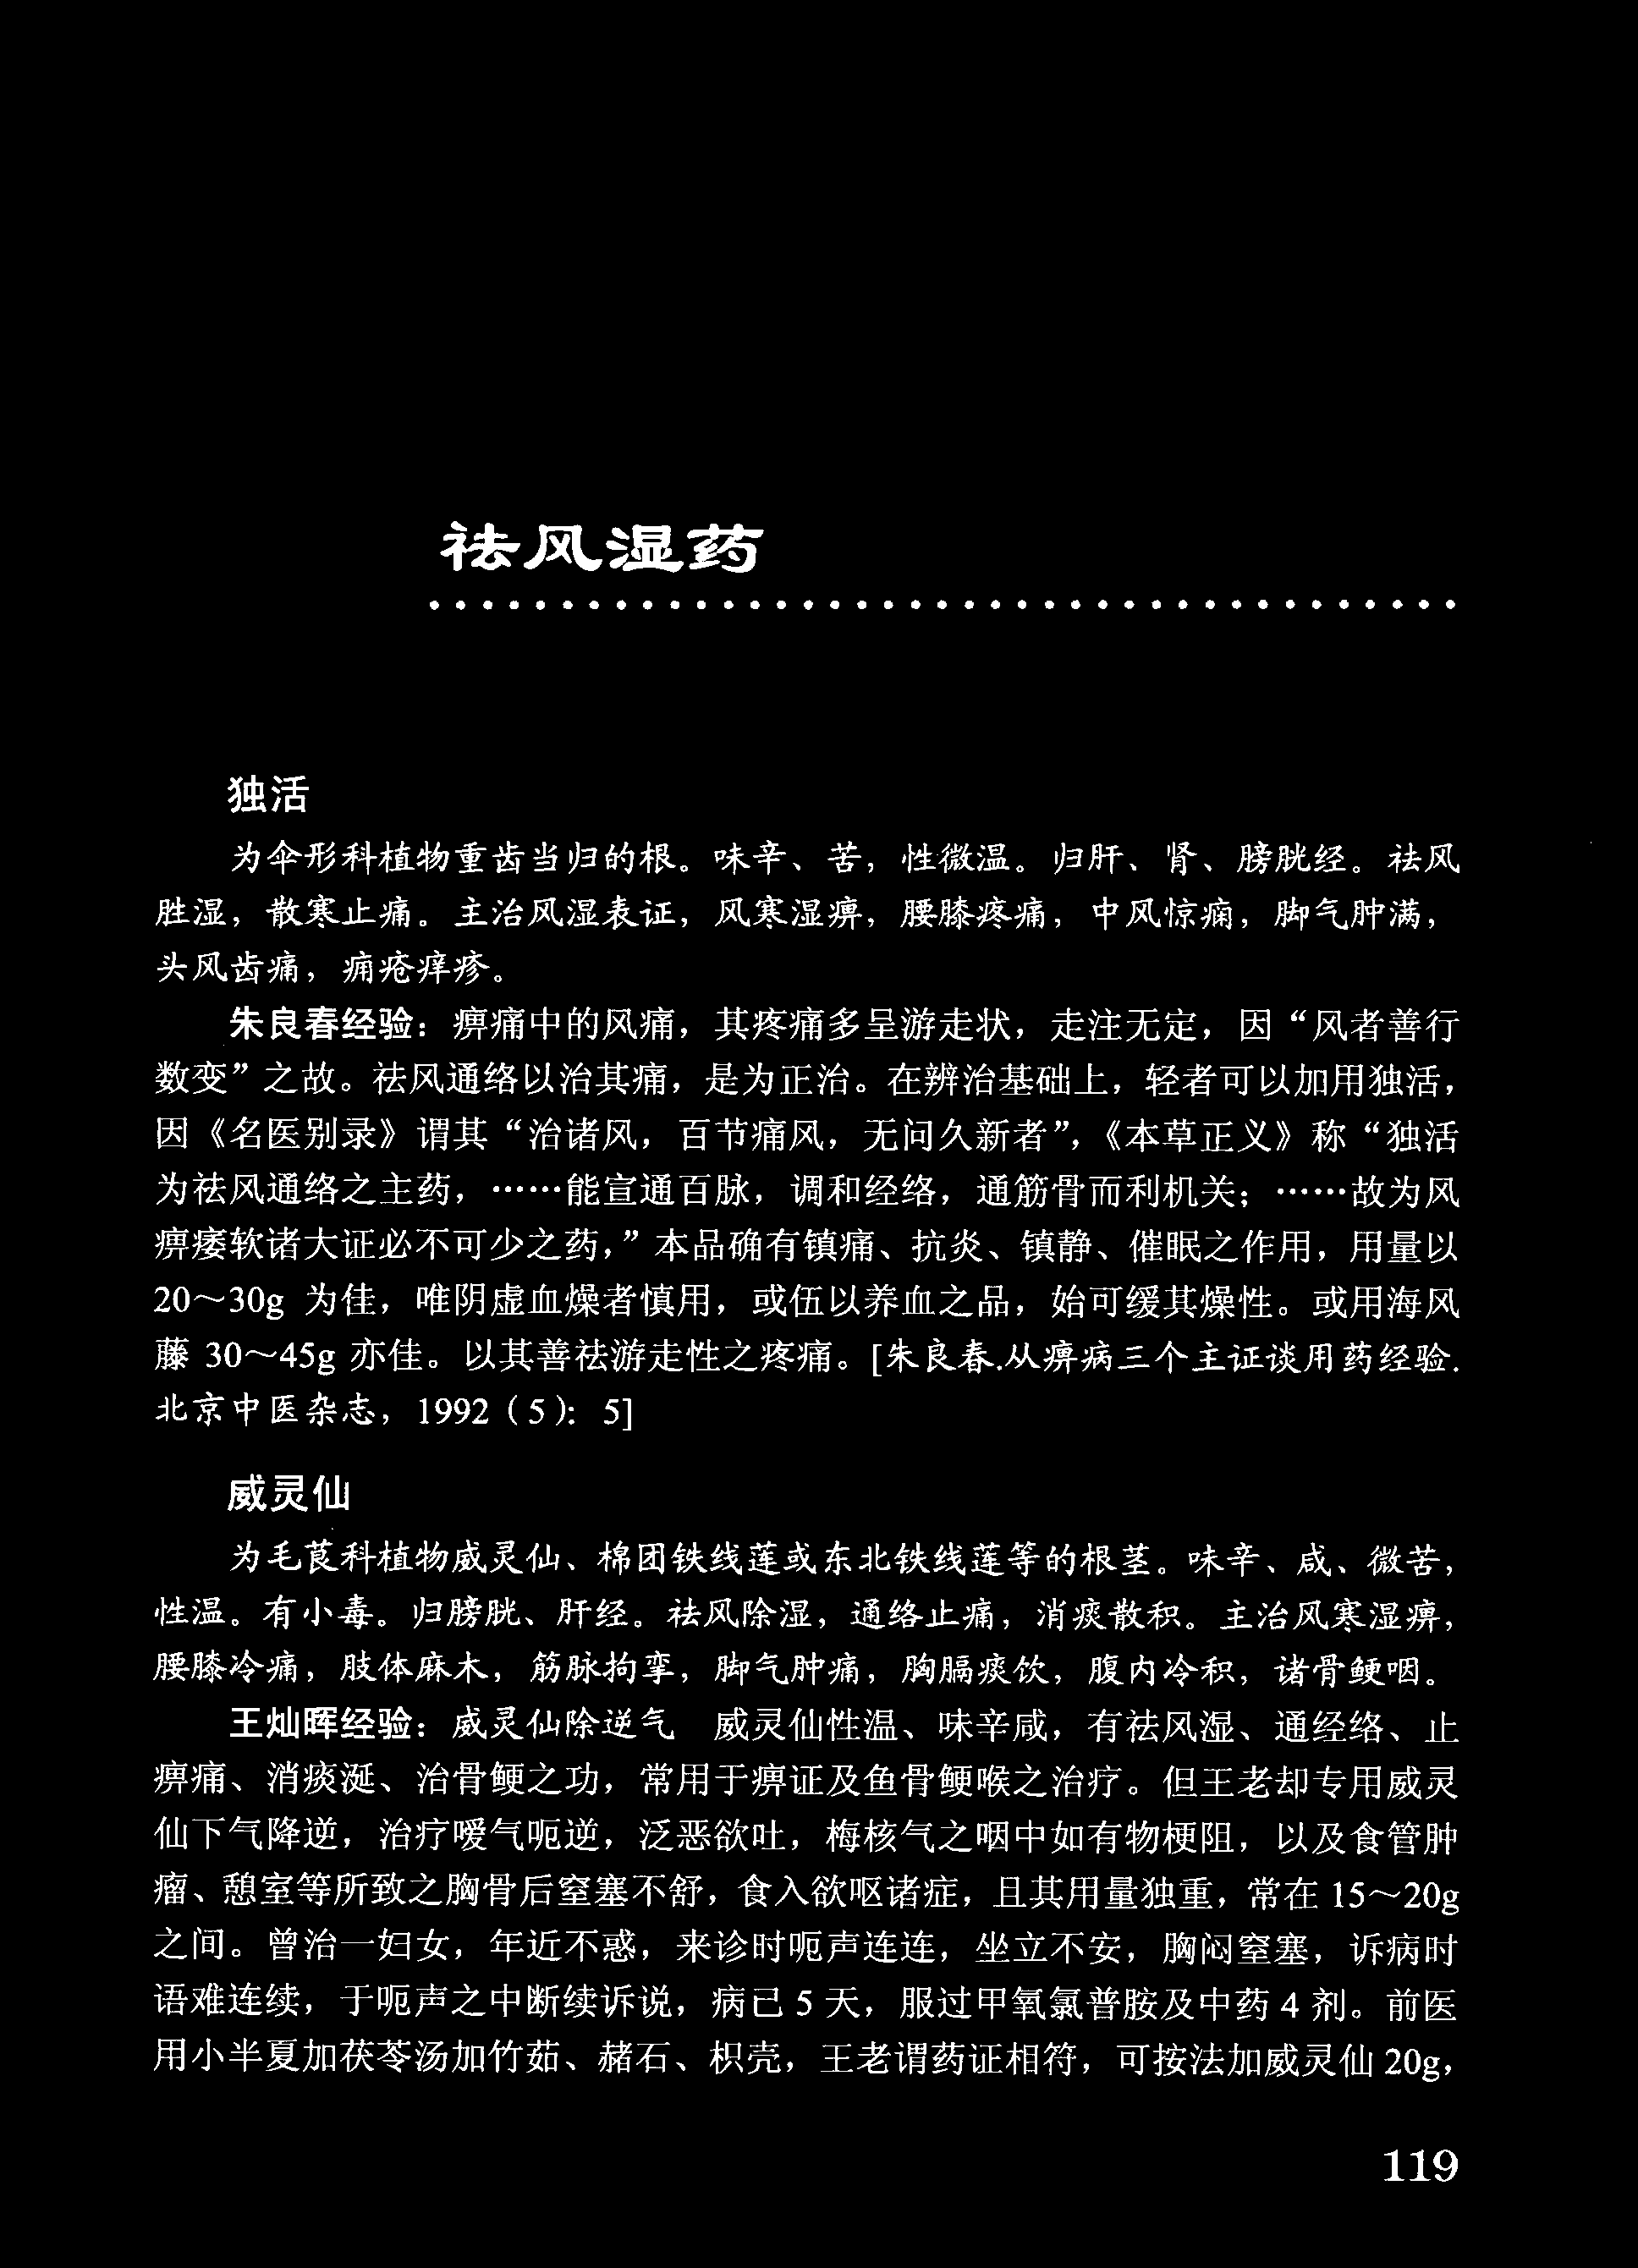 祛风湿药
独活
为伞形科植物重齿当归的根。味辛、苦，性微温。归肝、肾、膀胱经。祛风
胜湿，散寒止痛。主治风湿表证，风寒湿痹，腰膝疼痛，中风惊痫，脚气肿满，
头风齿痛，痈疮痒疹。
朱良春经验：痹痛中的风痛，其疼痛多呈游走状，走注无定，因“风者善行
数变”之故。祛风通络以治其痛，是为正治。在辨治基础上，轻者可以加用独活，
因《名医别录》谓其“治诸风，百节痛风，无问久新者”，《本草正义》称“独活
为祛风通络之主药，……能宣通百脉，调和经络，通筋骨而利机关；……故为风
痹痿软诸大证必不可少之药，”本品确有镇痛、抗炎、镇静、催眠之作用，用量以
20～30g 为佳，唯阴虚血燥者慎用，或伍以养血之品，始可缓其燥性。或用海风
藤 30～45g 亦佳。以其善祛游走性之疼痛。[朱良春.从痹病三个主证谈用药经验.
北京中医杂志，1992（5）：5]
威灵仙
为毛茛科植物威灵仙、棉团铁线莲或东北铁线莲等的根茎。味辛、咸、微苦，
性温。有小毒。归膀胱、肝经。祛风除湿，通络止痛，消痰散积。主治风寒湿痹，
腰膝冷痛，肢体麻木，筋脉拘挛，脚气肿痛，胸膈痰饮，腹内冷积，诸骨鲠咽。
王灿晖经验：威灵仙除逆气　威灵仙性温、味辛咸，有祛风湿、通经络、止
痹痛、消痰涎、治骨鲠之功，常用于痹证及鱼骨鲠喉之治疗。但王老却专用威灵
仙下气降逆，治疗嗳气呃逆，泛恶欲吐，梅核气之咽中如有物梗阻，以及食管肿
瘤、憩室等所致之胸骨后窒塞不舒，食入欲呕诸症，且其用量独重，常在 15～20g
之间。曾治一妇女，年近不惑，来诊时呃声连连，坐立不安，胸闷窒塞，诉病时
语难连续，于呃声之中断续诉说，病已 5 天，服过甲氧氯普胺及中药 4 剂。前医
用小半夏加茯苓汤加竹茹、赭石、枳壳，王老谓药证相符，可按法加威灵仙 20g，
119